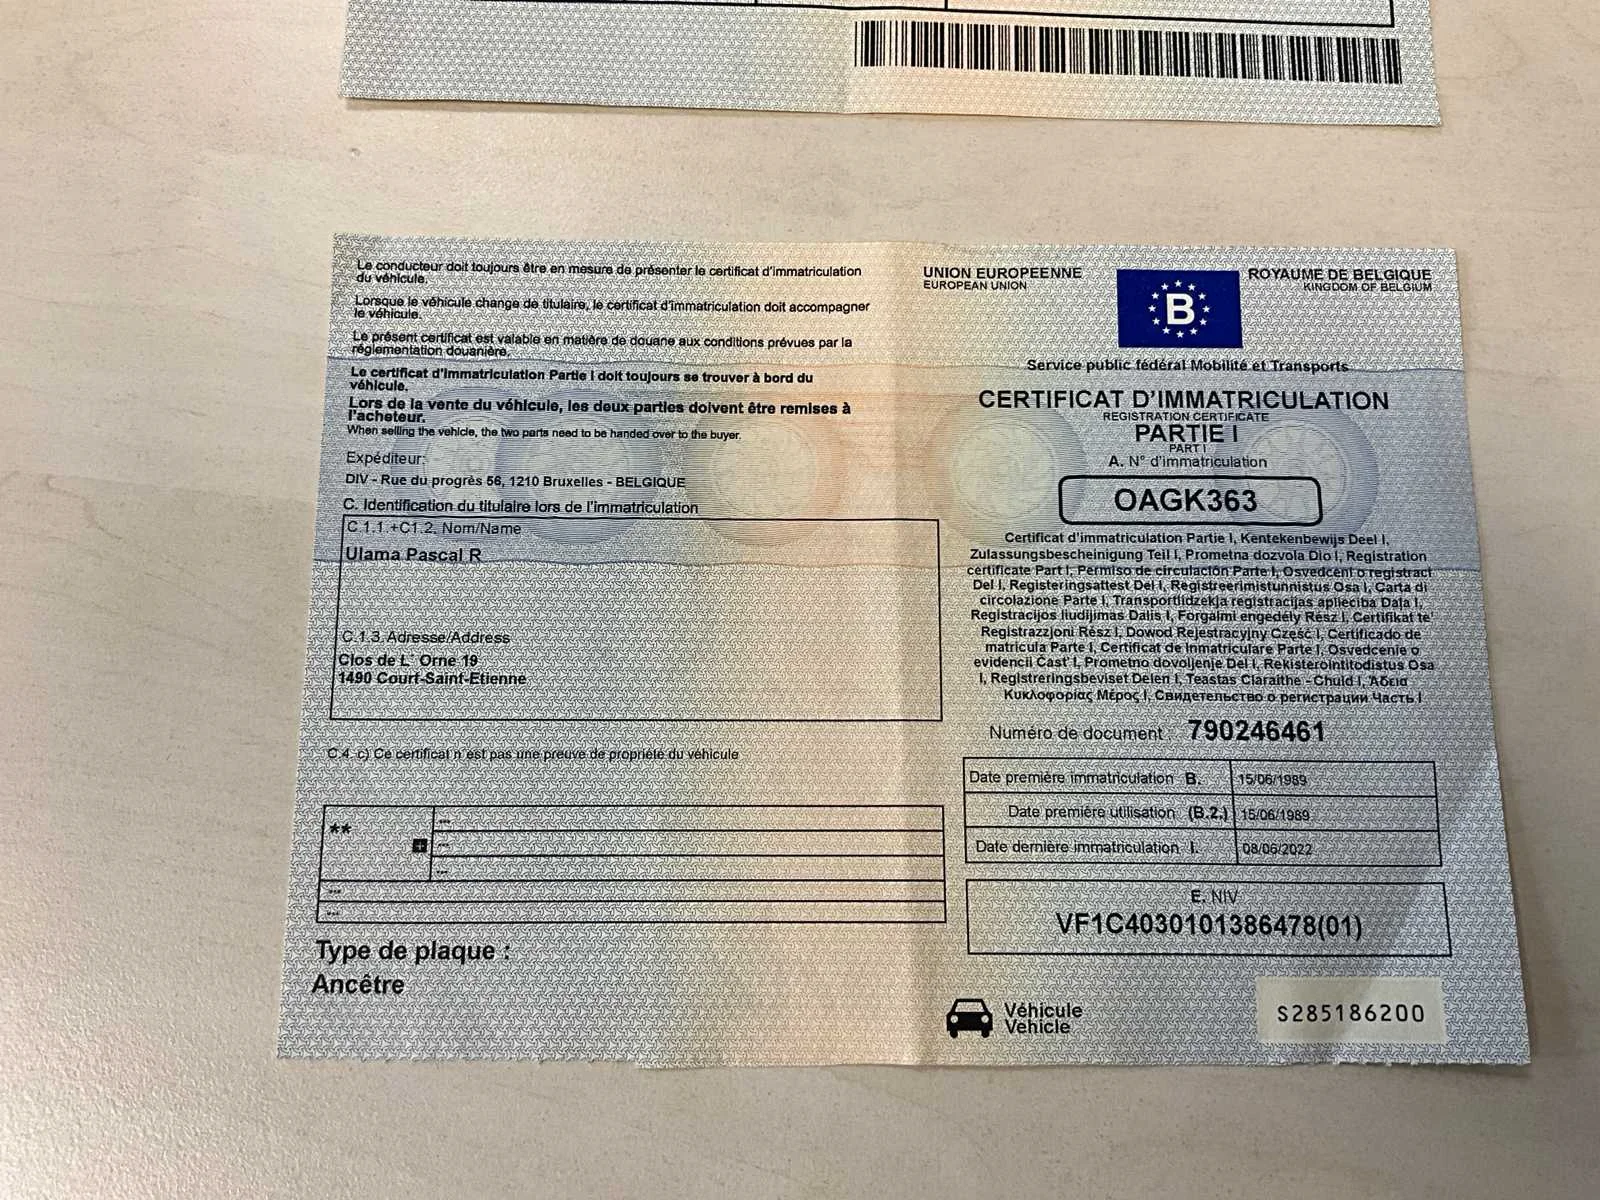 Le conducteur doit toujours être en mesure de présenter le certificat d'immatriculation
du véhicule.
Lorsque le véhicule change de titulaire, le certificat d'immatriculation doit accompagner
le véhicule.
Le présent certificat est valable en matière de douane aux conditions prévues par la
réglementation douanière.
Le certificat d'immatriculation Partie I doit toujours se trouver à bord du
véhicule.
Lors de la vente du véhicule, les deux parties doivent être remises à
l'acheteur.
When selling the vehicle, the two parts need to be handed over to the buyer.
Expéditeur:
DIV - Rue du progrès 56, 1210 Bruxelles - BELGIQUE
C. Identification du titulaire lors de l'immatriculation
C.1.1.+C1.2. Nom/Name
Ulama Pascal R
C.1.3. Adresse/Address
Clos de L' Orne 19
1490 Court-Saint-Etienne
C.4. c) Ce certificat n'est pas une preuve de propriété du véhicule
**
...
...
...
...
...
Type de plaque :
Ancêtre
UNION EUROPEENNE
EUROPEAN UNION
B
ROYAUME DE BELGIQUE
KINGDOM OF BELGIUM
Service public fédéral Mobilité et Transports
CERTIFICAT D'IMMATRICULATION
REGISTRATION CERTIFICATE
PARTIE I
PART I
A. N° d'immatriculation
OAGK363
Certificat d'immatriculation Partie I, Kentekenbewijs Deel I,
Zulassungsbescheinigung Teil I, Prometna dozvola Dio I, Registration
certificate Part I, Permiso de circulación Parte I, Osvedcení o registraci
Del I, Registeringsattest Del I, Registreerimistunnistus Osa I, Carta di
circolazione Parte I, Transportlidzekja registracijas aplieciba Daļa I,
Registracijos liudijimas Dalis I, Forgalmi engedély Rész I, Certifikat ta'
Registrazzjoni Rész I, Dowod Rejestracyjny Część I, Certificado de
matricula Parte I, Certificat de Inmatriculare Parte I, Osvedcenie o
evidencii Cast' I, Prometno dovoljenje Del I, Rekisterointitodistus Osa
I, Registreringsbeviset Delen I, Teastas Claraithe - Chuid I, Άδεια
Κυκλοφορίας Μέρος I, Свидетельство о регистрации Часть I
Numéro de document : 790246461
Date première immatriculation B. 15/06/1989
Date première utilisation (B.2.) 15/06/1989
Date dernière immatriculation I. 08/06/2022
E. NIV
VF1C4030101386478(01)
Véhicule
Vehicle
S285186200